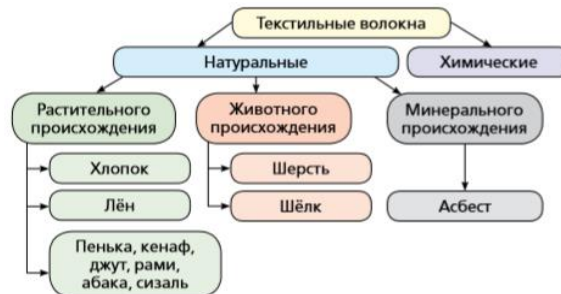 Текстильные волокна
Натуральные
Химические
Растительного
происхождения
Животного
происхождения
Минерального
происхождения
Хлопок
Шерсть
Асбест
Лён
Шёлк
Пенька, кенаф,
джут, рами,
абака, сизаль